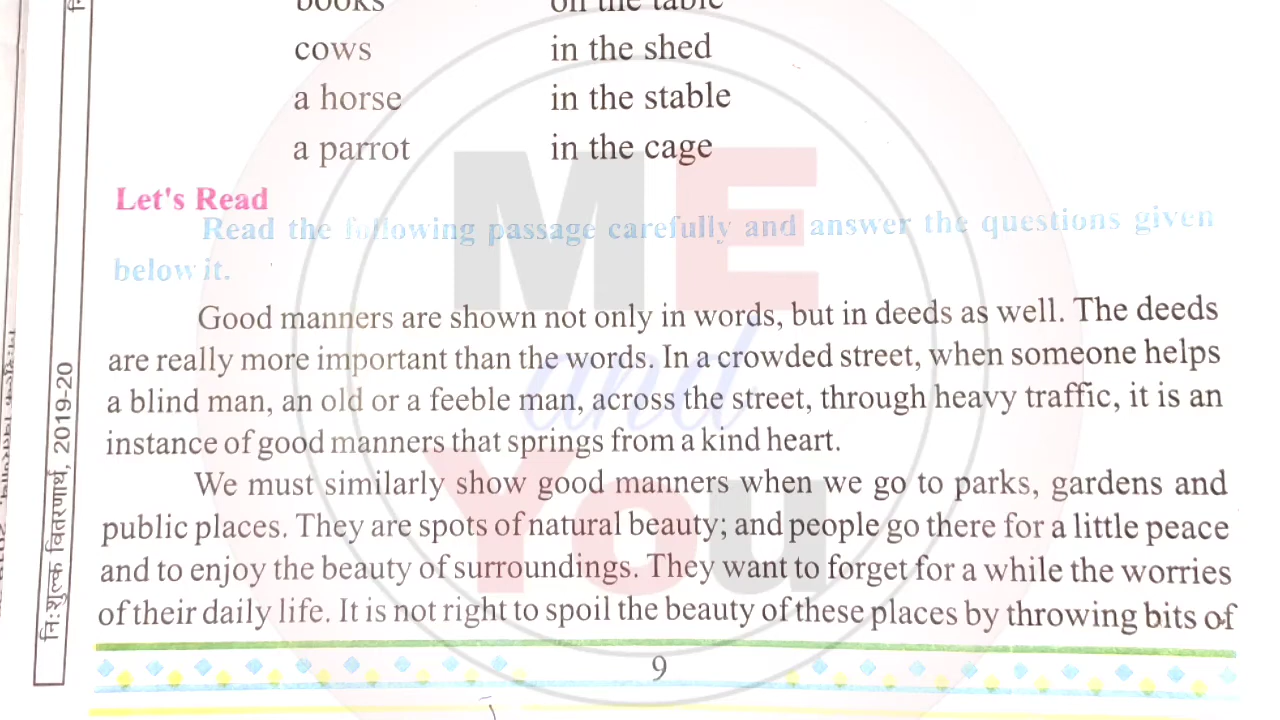 books on the table
cows in the shed
a horse in the stable
a parrot in the cage
Let's Read
Read the following passage carefully and answer the questions given
below it.
Good manners are shown not only in words, but in deeds as well. The deeds
are really more important than the words. In a crowded street, when someone helps
a blind man, an old or a feeble man, across the street, through heavy traffic, it is an
instance of good manners that springs from a kind heart.
We must similarly show good manners when we go to parks, gardens and
public places. They are spots of natural beauty; and people go there for a little peace
and to enjoy the beauty of surroundings. They want to forget for a while the worries
of their daily life. It is not right to spoil the beauty of these places by throwing bits of
9
नि:शुल्क वितरणार्थ, 2019-20
ME
and
You